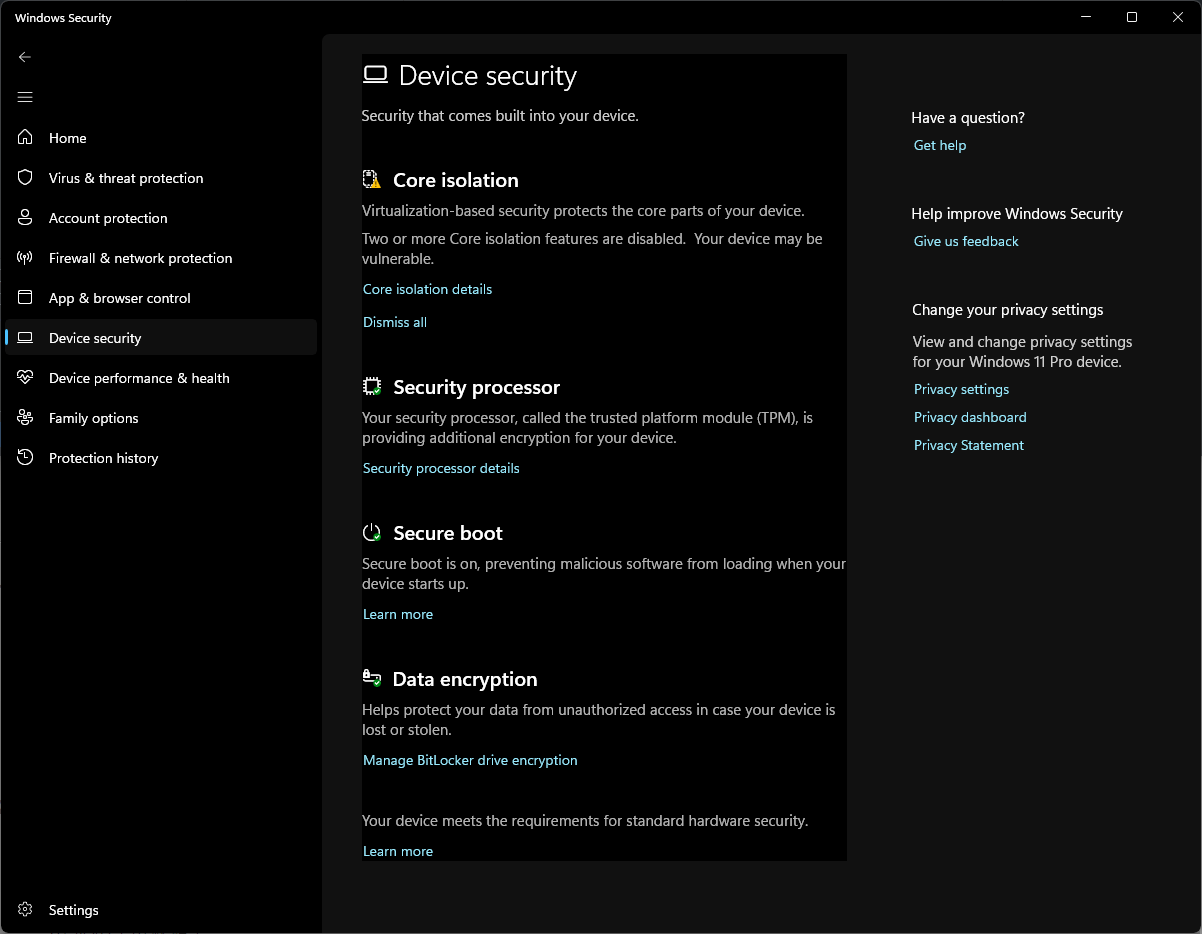 Windows Security
Home
Virus & threat protection
Account protection
Firewall & network protection
App & browser control
Device security
Device performance & health
Family options
Protection history
Settings
Device security
Security that comes built into your device.
Core isolation
Virtualization-based security protects the core parts of your device.
Two or more Core isolation features are disabled.  Your device may be
vulnerable.
Core isolation details
Dismiss all
Security processor
Your security processor, called the trusted platform module (TPM), is
providing additional encryption for your device.
Security processor details
Secure boot
Secure boot is on, preventing malicious software from loading when your
device starts up.
Learn more
Data encryption
Helps protect your data from unauthorized access in case your device is
lost or stolen.
Manage BitLocker drive encryption
Your device meets the requirements for standard hardware security.
Learn more
Have a question?
Get help
Help improve Windows Security
Give us feedback
Change your privacy settings
View and change privacy settings
for your Windows 11 Pro device.
Privacy settings
Privacy dashboard
Privacy Statement